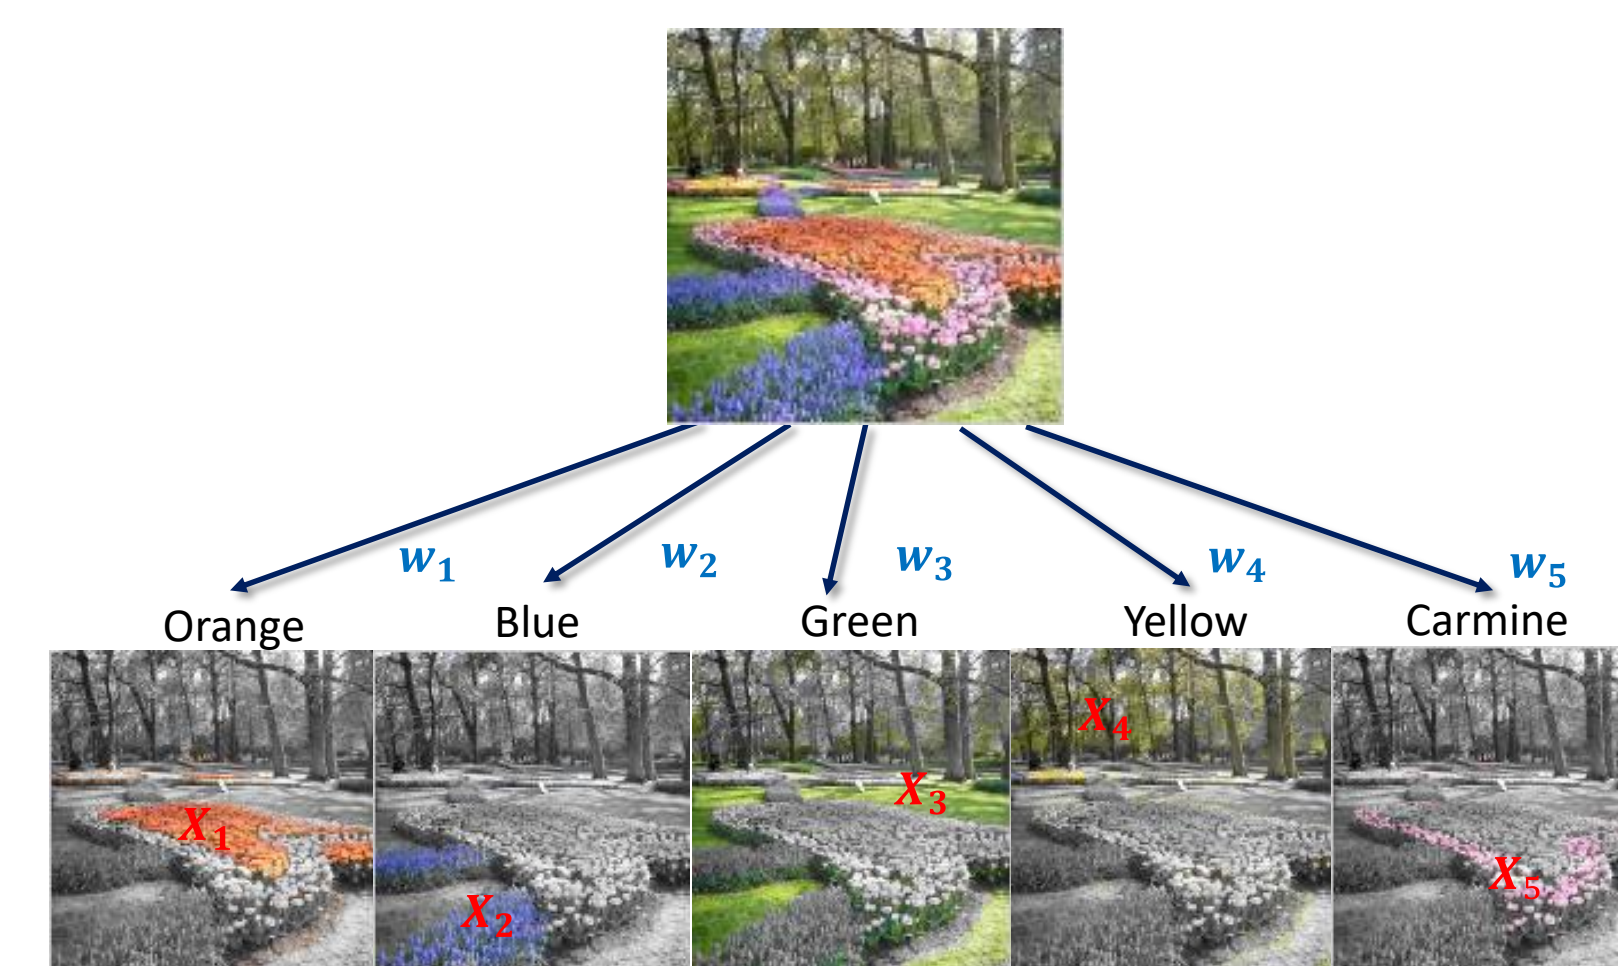 w₁ w₂ w₃ w₄ w₅
Orange Blue Green Yellow Carmine
X₁ X₂ X₃ X₄ X₅